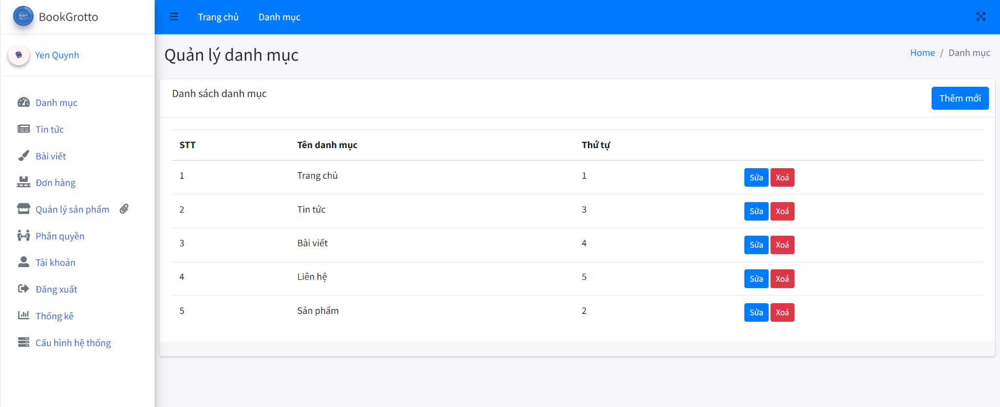 BookGrotto
Trang chủ Danh mục
Yen Quynh
Quản lý danh mục
Home / Danh mục
Danh mục
Tin tức
Bài viết
Đơn hàng
Quản lý sản phẩm
Phân quyền
Tài khoản
Đăng xuất
Thống kê
Cấu hình hệ thống
Danh sách danh mục
Thêm mới
STT Tên danh mục Thứ tự
1 Trang chủ 1 Sửa Xoá
2 Tin tức 3 Sửa Xoá
3 Bài viết 4 Sửa Xoá
4 Liên hệ 5 Sửa Xoá
5 Sản phẩm 2 Sửa Xoá